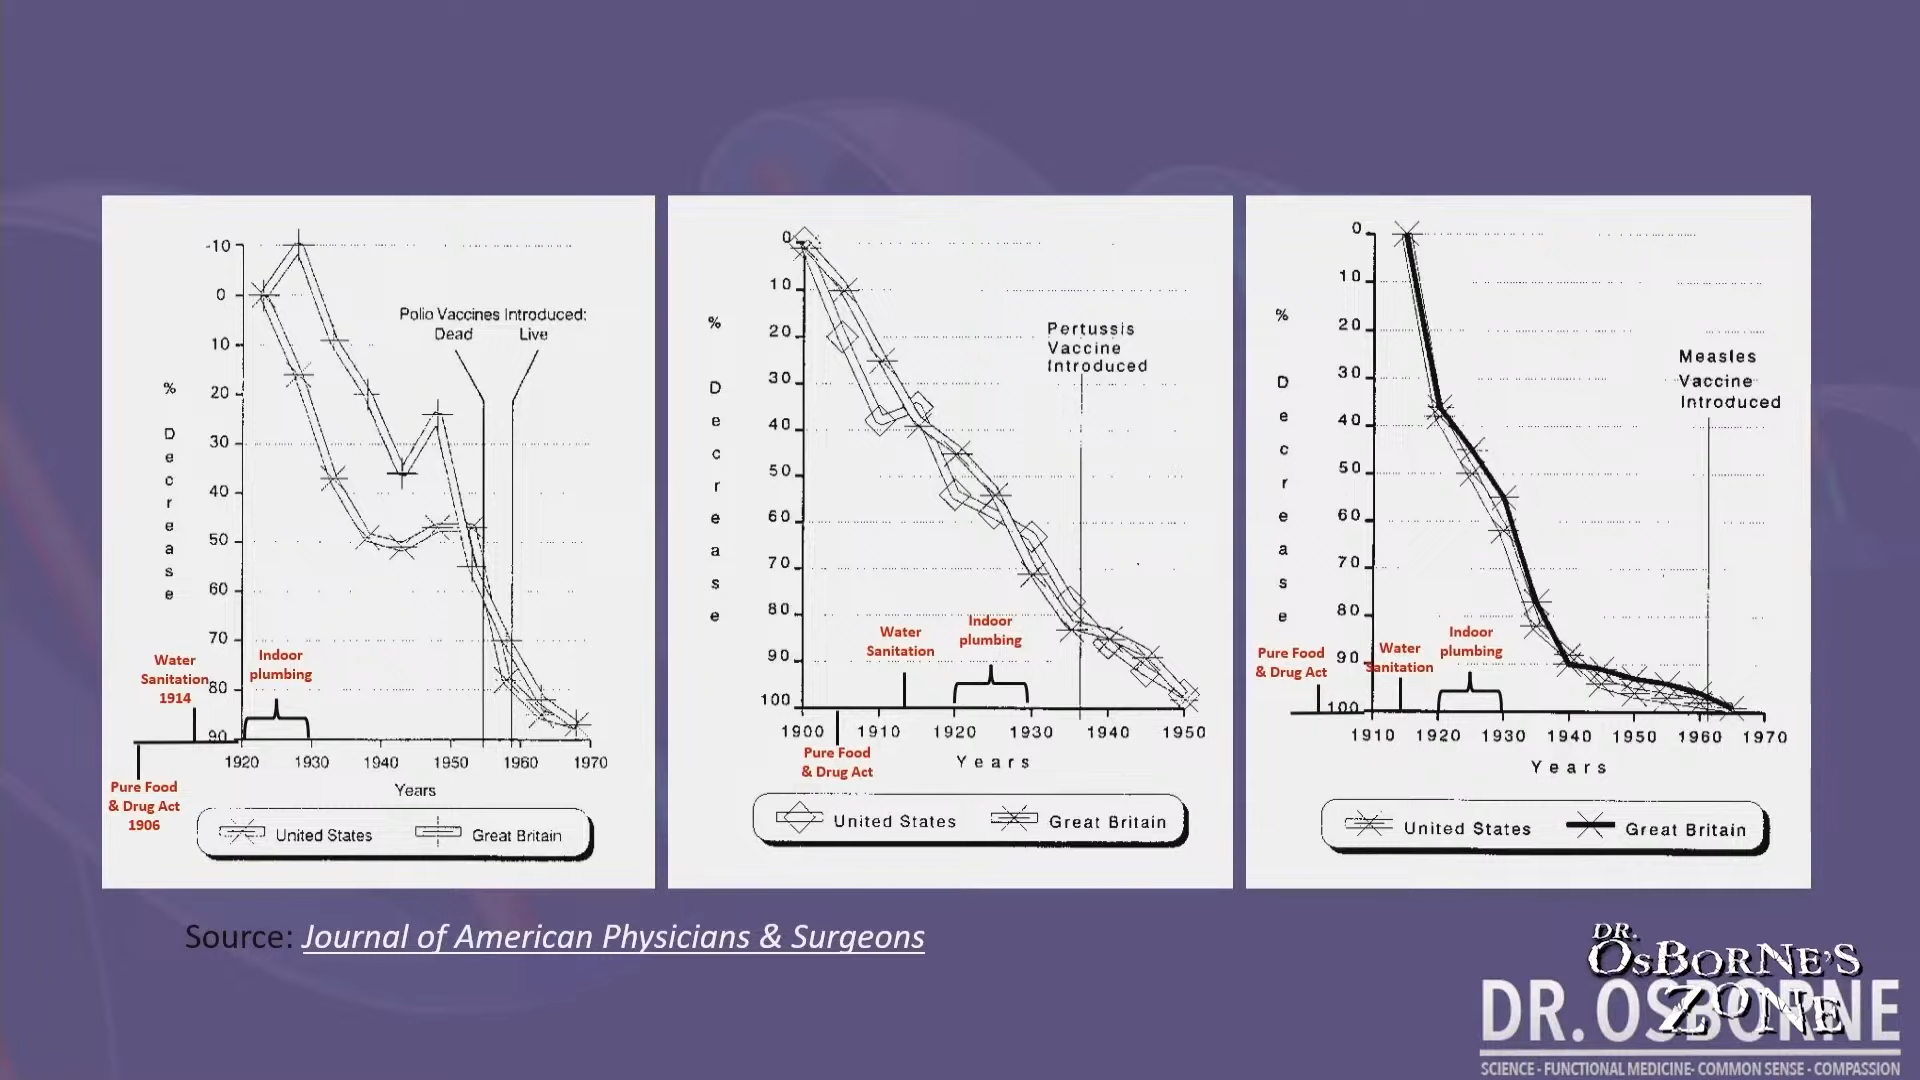 -10
0
10
20
30
40
50
60
70
80
90
%
D
e
c
r
e
a
s
e
Polio Vaccines Introduced:
Dead Live
Water
Sanitation
1914
Indoor
plumbing
1920 1930 1940 1950 1960 1970
Years
Pure Food
& Drug Act
1906
United States Great Britain
0
10
20
30
40
50
60
70
80
90
100
%
D
e
c
r
e
a
s
e
Pertussis
Vaccine
Introduced
Water
Sanitation
Indoor
plumbing
1900 1910 1920 1930 1940 1950
Pure Food
& Drug Act
Years
United States Great Britain
0
10
20
30
40
50
60
70
80
90
100
%
D
e
c
r
e
a
s
e
Measles
Vaccine
Introduced
Pure Food
& Drug Act
Water
Sanitation
Indoor
plumbing
1910 1920 1930 1940 1950 1960 1970
Years
United States Great Britain
Source: Journal of American Physicians & Surgeons
DR.
OSBORNE'S
ZONE
DR. OSBORNE
SCIENCE - FUNCTIONAL MEDICINE- COMMON SENSE - COMPASSION